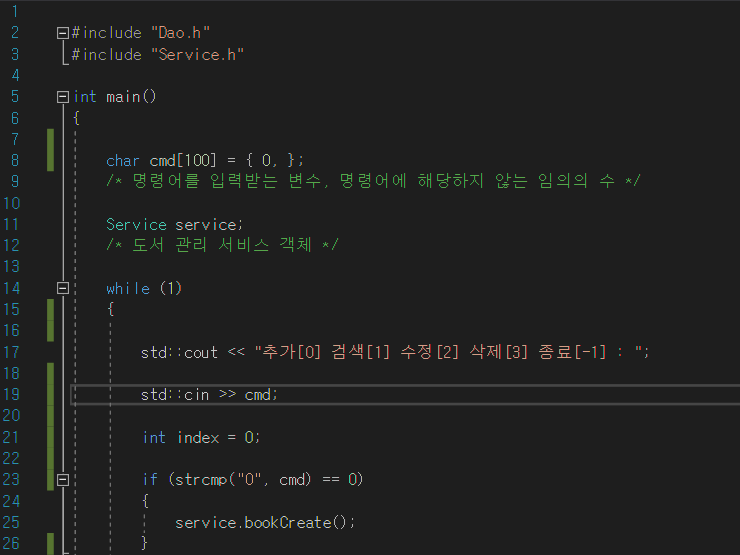 1
2 #include "Dao.h"
3 #include "Service.h"
4
5 int main()
6 {
7
8 char cmd[100] = { 0, };
9 /* 명령어를 입력받는 변수, 명령어에 해당하지 않는 임의의 수 */
10
11 Service service;
12 /* 도서 관리 서비스 객체 */
13
14 while (1)
15 {
16
17 std::cout << "추가[0] 검색[1] 수정[2] 삭제[3] 종료[-1] : ";
18
19 std::cin >> cmd;
20
21 int index = 0;
22
23 if (strcmp("0", cmd) == 0)
24 {
25 service.bookCreate();
26 }